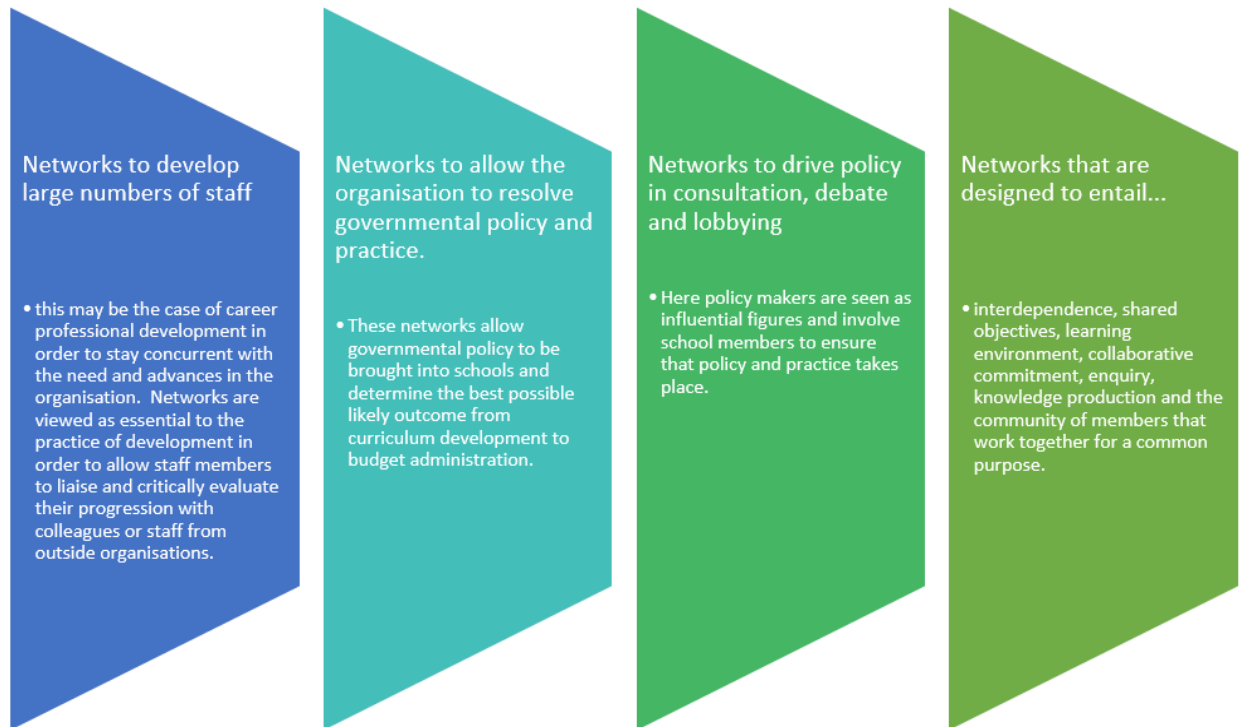 Networks to develop
large numbers of staff
• this may be the case of career
professional development in
order to stay concurrent with
the need and advances in the
organisation.  Networks are
viewed as essential to the
practice of development in
order to allow staff members
to liaise and critically evaluate
their progression with
colleagues or staff from
outside organisations.
Networks to allow the
organisation to resolve
governmental policy and
practice.
• These networks allow
governmental policy to be
brought into schools and
determine the best possible
likely outcome from
curriculum development to
budget administration.
Networks to drive policy
in consultation, debate
and lobbying
• Here policy makers are seen as
influential figures and involve
school members to ensure
that policy and practice takes
place.
Networks that are
designed to entail...
• interdependence, shared
objectives, learning
environment, collaborative
commitment, enquiry,
knowledge production and the
community of members that
work together for a common
purpose.